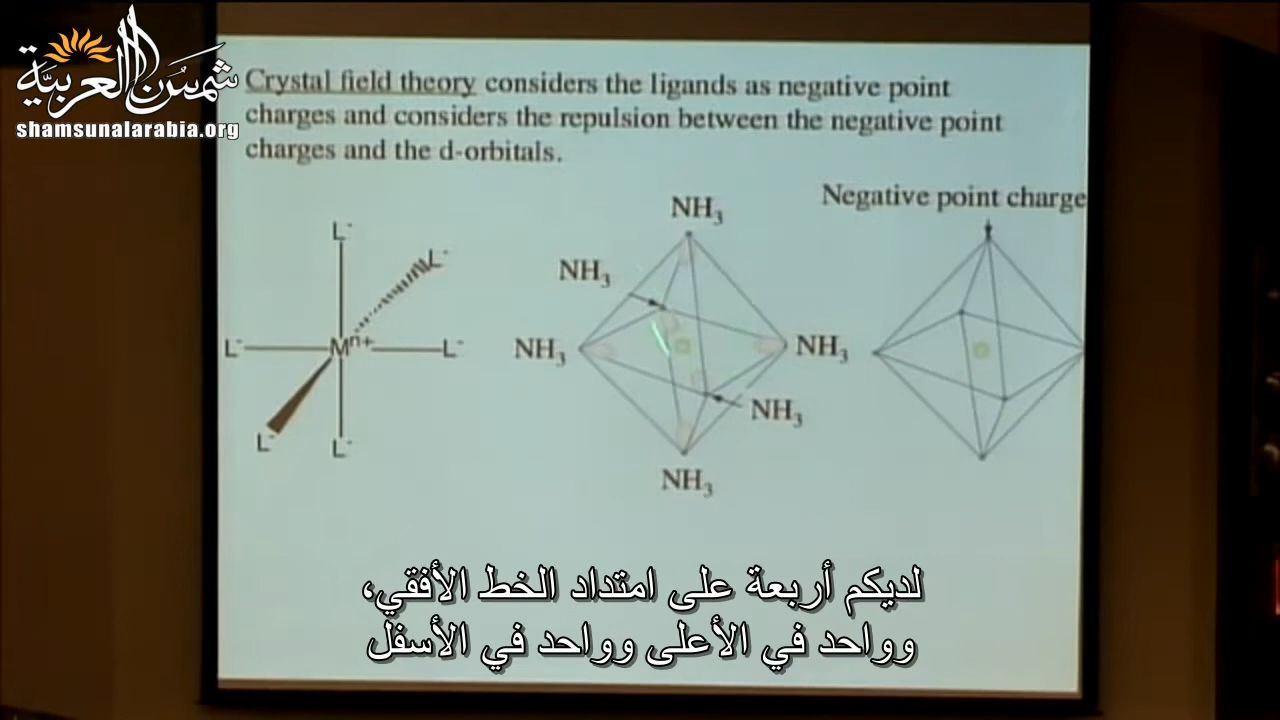 شمسُن العربيّة
shamsunalarabia.org
Crystal field theory considers the ligands as negative point
charges and considers the repulsion between the negative point
charges and the d-orbitals.
Negative point charge
NH₃
L⁻
L⁻
NH₃
L⁻
Mⁿ⁺
L⁻
NH₃
NH₃
NH₃
L⁻
L⁻
NH₃
لديكم أربعة على امتداد الخط الأفقي،
وواحد في الأعلى وواحد في الأسفل